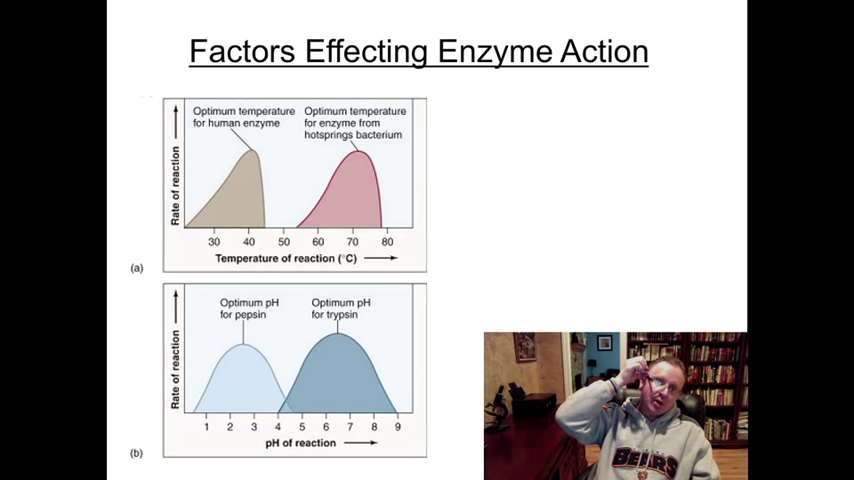 Factors Effecting Enzyme Action
Optimum temperature
for human enzyme
Optimum temperature
for enzyme from
hotsprings bacterium
Rate of reaction
30 40 50 60 70 80
Temperature of reaction (°C)
(a)
Optimum pH
for pepsin
Optimum pH
for trypsin
Rate of reaction
1 2 3 4 5 6 7 8 9
pH of reaction
(b)
BEARS